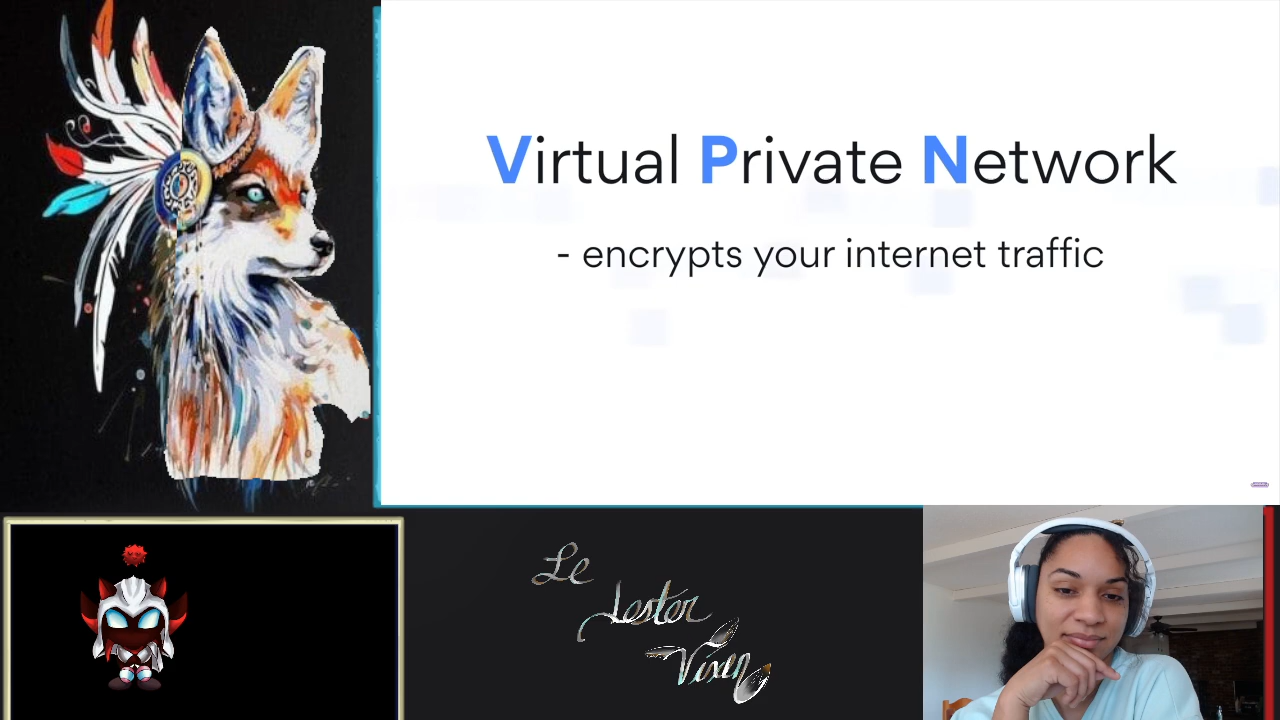 Virtual Private Network
- encrypts your internet traffic
Le
Jester
Vixen